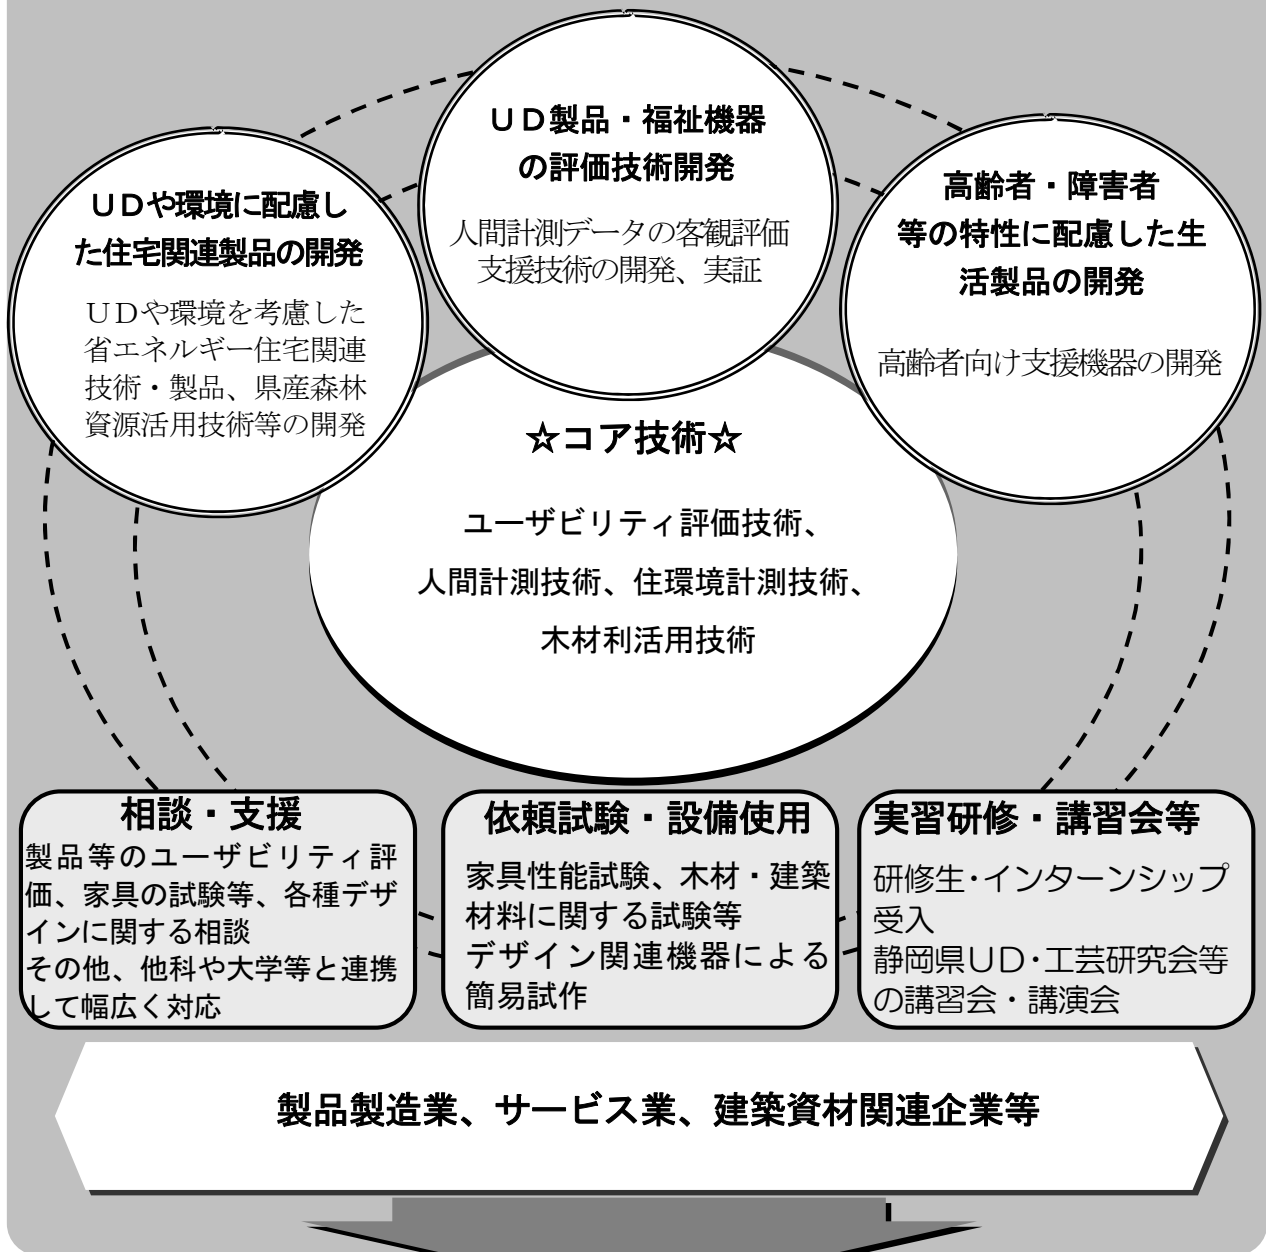 ＵＤ製品・福祉機器
の評価技術開発
人間計測データの客観評価
支援技術の開発、実証
ＵＤや環境に配慮し
た住宅関連製品の開発
ＵＤや環境を考慮した
省エネルギー住宅関連
技術・製品、県産森林
資源活用技術等の開発
高齢者・障害者
等の特性に配慮した生
活製品の開発
高齢者向け支援機器の開発
☆コア技術☆
ユーザビリティ評価技術、
人間計測技術、住環境計測技術、
木材利活用技術
相談・支援
製品等のユーザビリティ評
価、家具の試験等、各種デザ
インに関する相談
その他、他科や大学等と連携
して幅広く対応
依頼試験・設備使用
家具性能試験、木材・建築
材料に関する試験等
デザイン関連機器による
簡易試作
実習研修・講習会等
研修生・インターンシップ
受入
静岡県ＵＤ・工芸研究会等
の講習会・講演会
製品製造業、サービス業、建築資材関連企業等